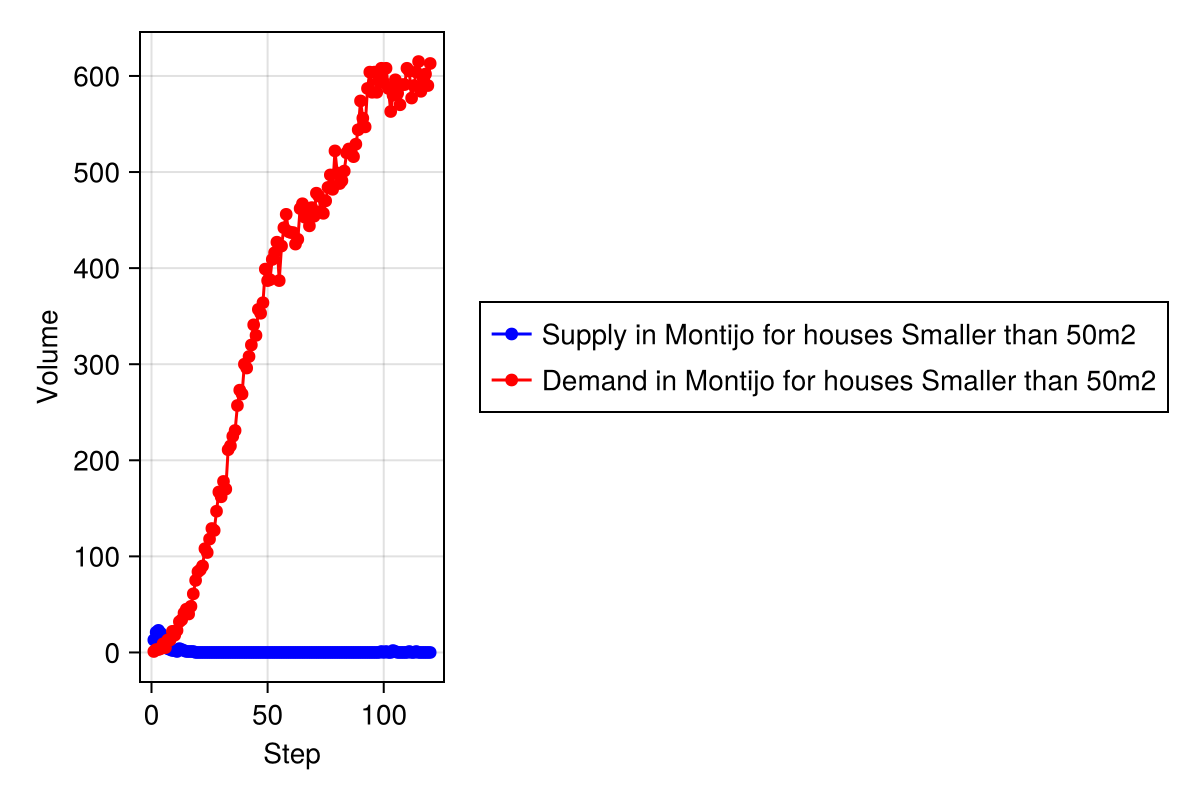 600
500
400
300
200
100
0
Volume
0 50 100
Step
Supply in Montijo for houses Smaller than 50m2
Demand in Montijo for houses Smaller than 50m2